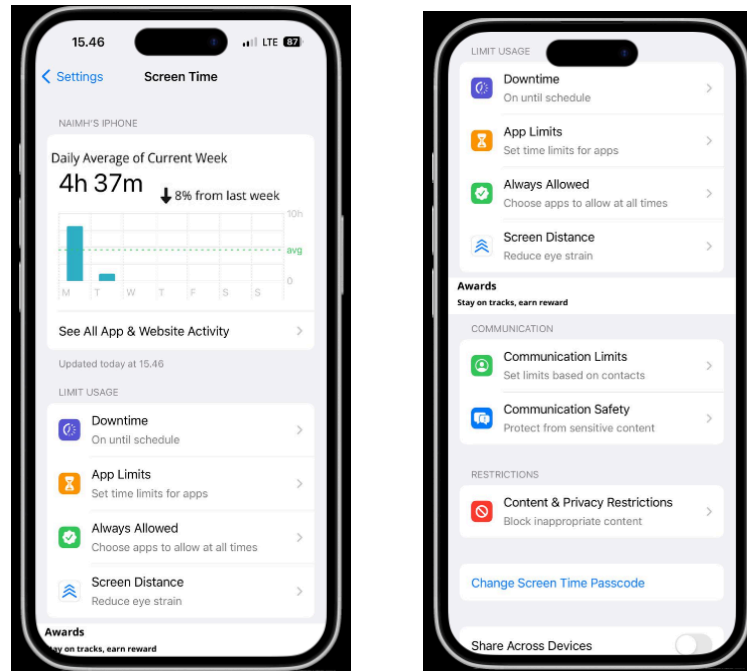 15.46
LTE 87
Settings
Screen Time
NAIMH'S IPHONE
Daily Average of Current Week
4h 37m
8% from last week
10h
avg
0
M T W T F S S
See All App & Website Activity
Updated today at 15.46
LIMIT USAGE
Downtime
On until schedule
App Limits
Set time limits for apps
Always Allowed
Choose apps to allow at all times
Screen Distance
Reduce eye strain
Awards
Stay on tracks, earn reward
LIMIT USAGE
Downtime
On until schedule
App Limits
Set time limits for apps
Always Allowed
Choose apps to allow at all times
Screen Distance
Reduce eye strain
Awards
Stay on tracks, earn reward
COMMUNICATION
Communication Limits
Set limits based on contacts
Communication Safety
Protect from sensitive content
RESTRICTIONS
Content & Privacy Restrictions
Block inappropriate content
Change Screen Time Passcode
Share Across Devices